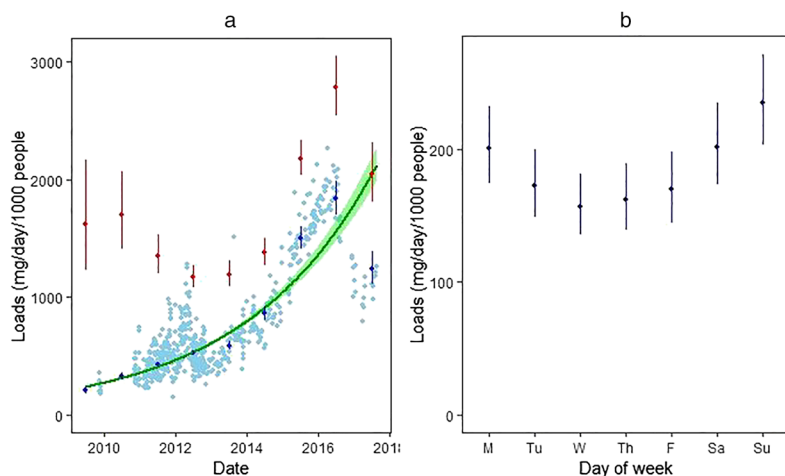 a
b
Loads (mg/day/1000 people
3000
2000
1000
0
2010
2012
2014
2016
201
Date
Loads (mg/day/1000 people)
200
100
0
M
Tu
W
Th
F
Sa
Su
Day of week